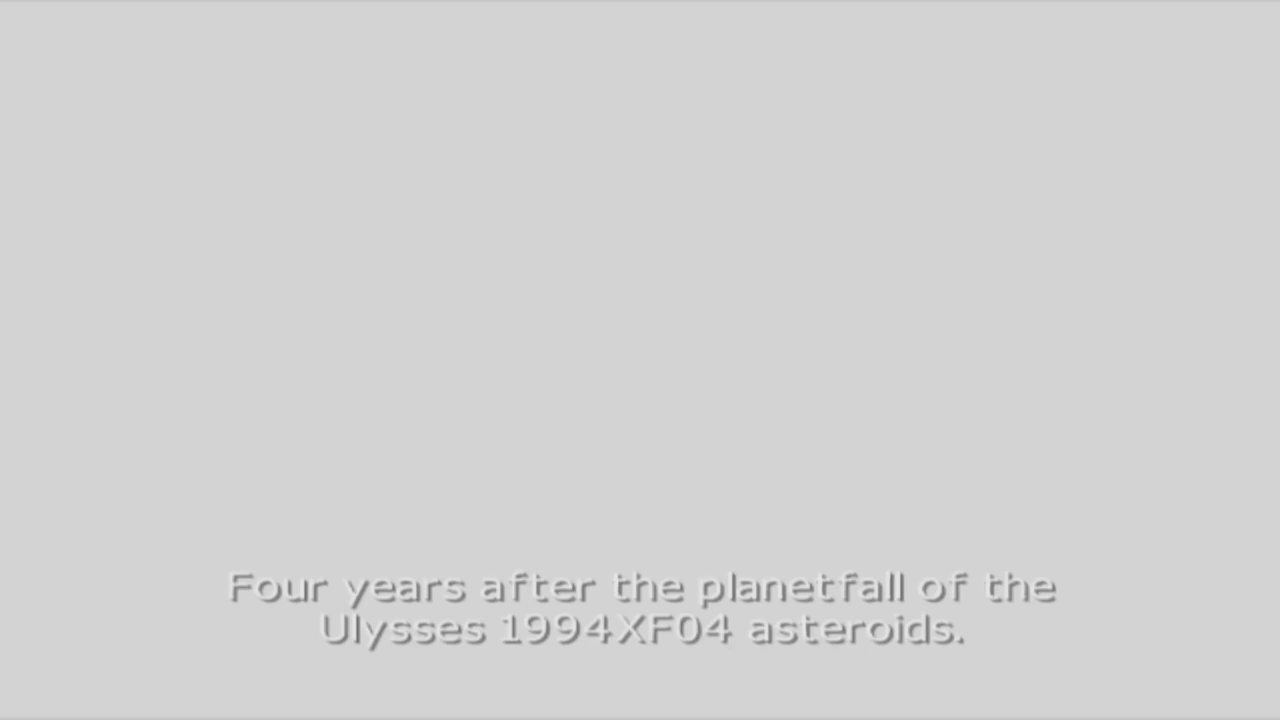 Four years after the planetfall of the
Ulysses 1994XF04 asteroids.